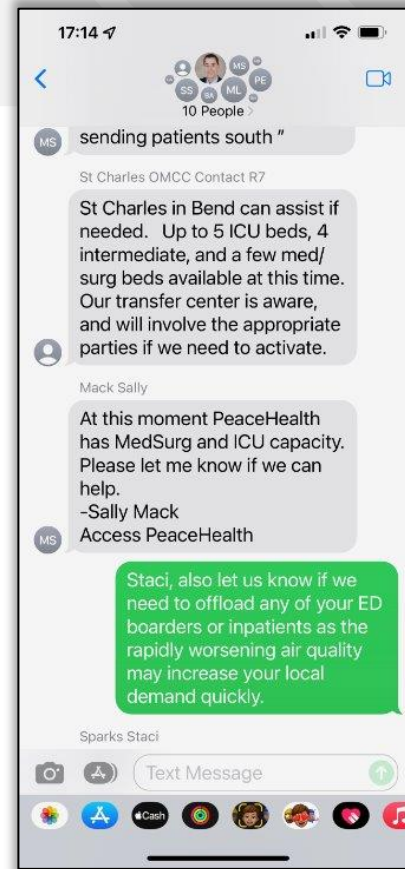 17:14
MS
PE
SS
BA
ML
10 People
sending patients south "
MS
St Charles OMCC Contact R7
St Charles in Bend can assist if
needed. Up to 5 ICU beds, 4
intermediate, and a few med/
surg beds available at this time.
Our transfer center is aware,
and will involve the appropriate
parties if we need to activate.
Mack Sally
At this moment PeaceHealth
has MedSurg and ICU capacity.
Please let me know if we can
help.
-Sally Mack
Access PeaceHealth
MS
Staci, also let us know if we
need to offload any of your ED
boarders or inpatients as the
rapidly worsening air quality
may increase your local
demand quickly.
Sparks Staci
Text Message
Cash